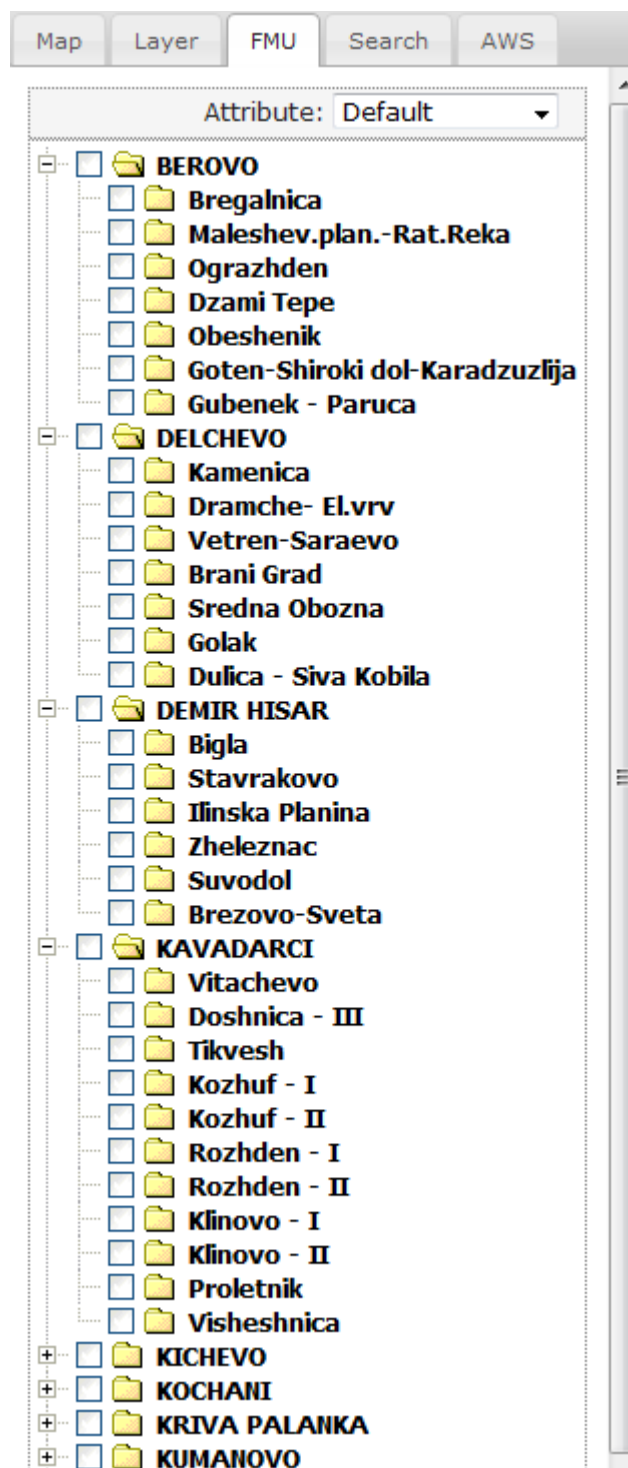 Map Layer FMU Search AWS
Attribute: Default
BEROVO
Bregalnica
Maleshev.plan.-Rat.Reka
Ograzhden
Dzami Tepe
Obeshenik
Goten-Shiroki dol-Karadzuzlija
Gubenek - Paruca
DELCHEVO
Kamenica
Dramche- El.vrv
Vetren-Saraevo
Brani Grad
Sredna Obozna
Golak
Dulica - Siva Kobila
DEMIR HISAR
Bigla
Stavrakovo
Ilinska Planina
Zheleznac
Suvodol
Brezovo-Sveta
KAVADARCI
Vitachevo
Doshnica - III
Tikvesh
Kozhuf - I
Kozhuf - II
Rozhden - I
Rozhden - II
Klinovo - I
Klinovo - II
Proletnik
Visheshnica
KICHEVO
KOCHANI
KRIVA PALANKA
KUMANOVO